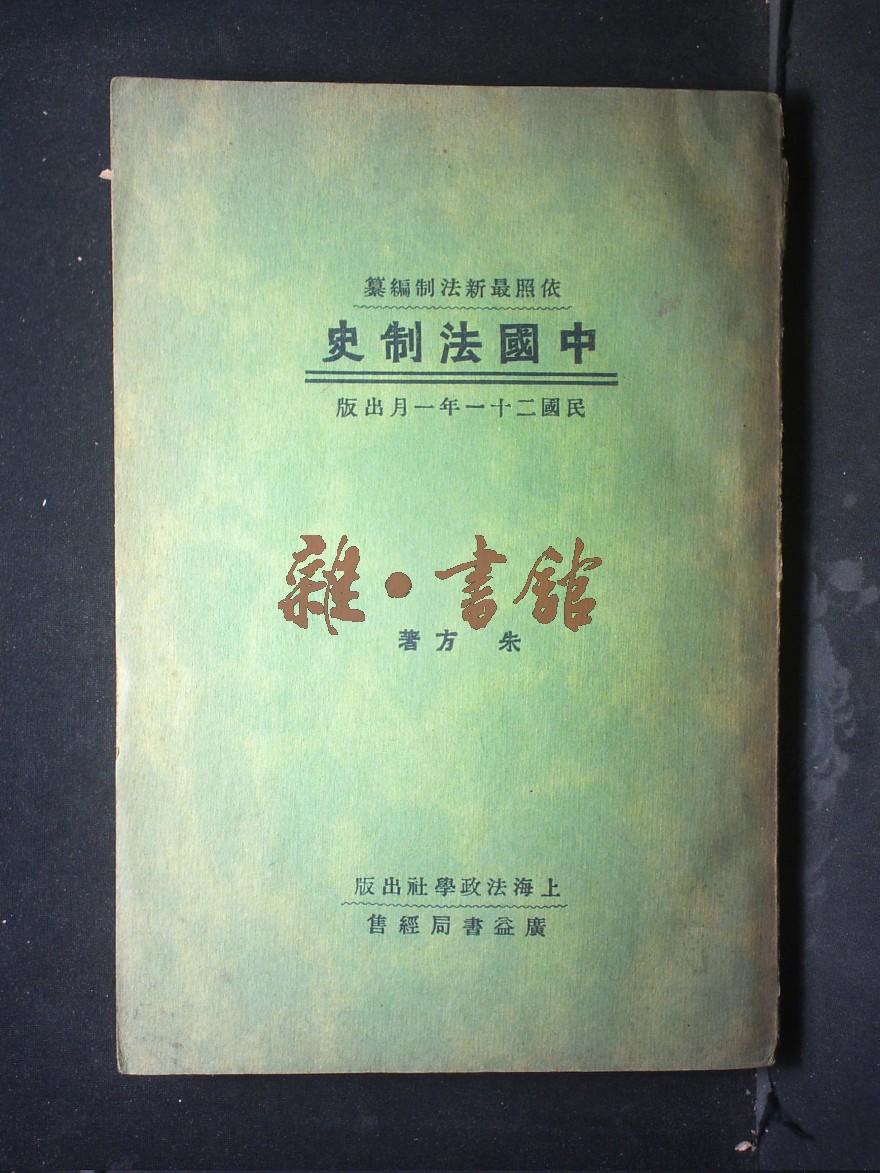 依照最新法制編纂
中國法制史
民國二十一年一月出版
雜·書館
朱方著
上海法政學社出版
廣益書局經售